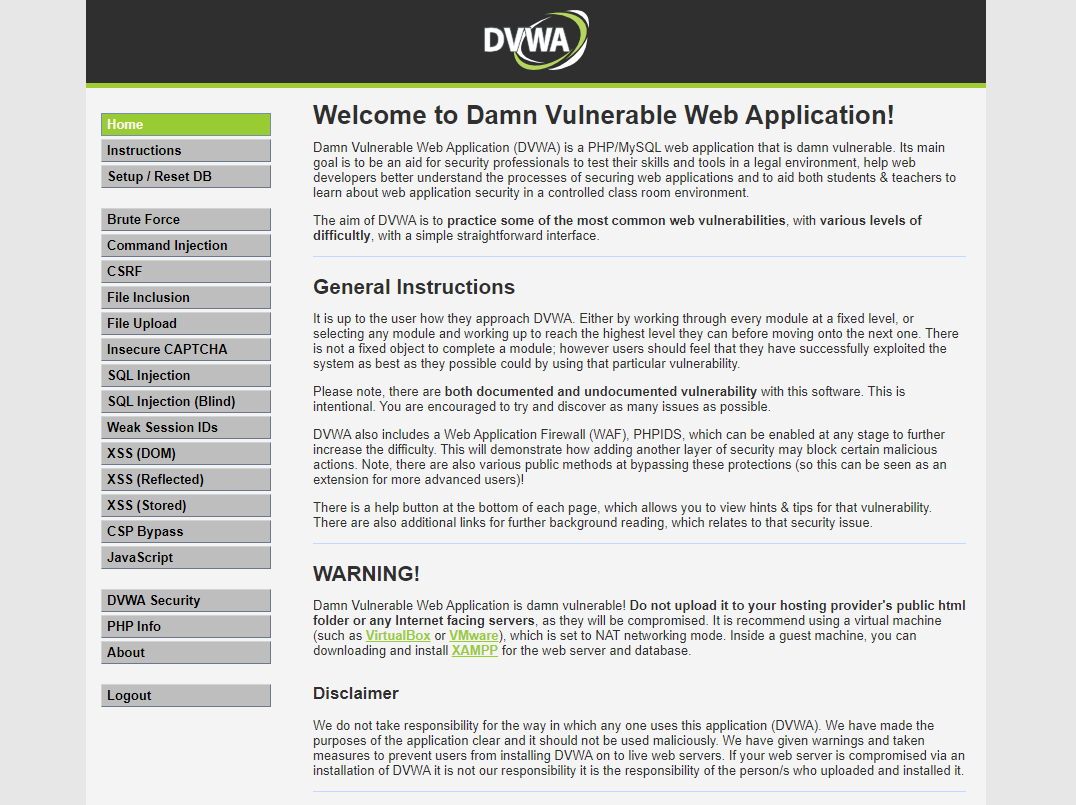 DVWA
Home
Instructions
Setup / Reset DB
Brute Force
Command Injection
CSRF
File Inclusion
File Upload
Insecure CAPTCHA
SQL Injection
SQL Injection (Blind)
Weak Session IDs
XSS (DOM)
XSS (Reflected)
XSS (Stored)
CSP Bypass
JavaScript
DVWA Security
PHP Info
About
Logout
Welcome to Damn Vulnerable Web Application!
Damn Vulnerable Web Application (DVWA) is a PHP/MySQL web application that is damn vulnerable. Its main
goal is to be an aid for security professionals to test their skills and tools in a legal environment, help web
developers better understand the processes of securing web applications and to aid both students & teachers to
learn about web application security in a controlled class room environment.
The aim of DVWA is to practice some of the most common web vulnerabilities, with various levels of
difficultly, with a simple straightforward interface.
General Instructions
It is up to the user how they approach DVWA. Either by working through every module at a fixed level, or
selecting any module and working up to reach the highest level they can before moving onto the next one. There
is not a fixed object to complete a module; however users should feel that they have successfully exploited the
system as best as they possible could by using that particular vulnerability.
Please note, there are both documented and undocumented vulnerability with this software. This is
intentional. You are encouraged to try and discover as many issues as possible.
DVWA also includes a Web Application Firewall (WAF), PHPIDS, which can be enabled at any stage to further
increase the difficulty. This will demonstrate how adding another layer of security may block certain malicious
actions. Note, there are also various public methods at bypassing these protections (so this can be seen as an
extension for more advanced users)!
There is a help button at the bottom of each page, which allows you to view hints & tips for that vulnerability.
There are also additional links for further background reading, which relates to that security issue.
WARNING!
Damn Vulnerable Web Application is damn vulnerable! Do not upload it to your hosting provider's public html
folder or any Internet facing servers, as they will be compromised. It is recommend using a virtual machine
(such as VirtualBox or VMware), which is set to NAT networking mode. Inside a guest machine, you can
downloading and install XAMPP for the web server and database.
Disclaimer
We do not take responsibility for the way in which any one uses this application (DVWA). We have made the
purposes of the application clear and it should not be used maliciously. We have given warnings and taken
measures to prevent users from installing DVWA on to live web servers. If your web server is compromised via an
installation of DVWA it is not our responsibility it is the responsibility of the person/s who uploaded and installed it.